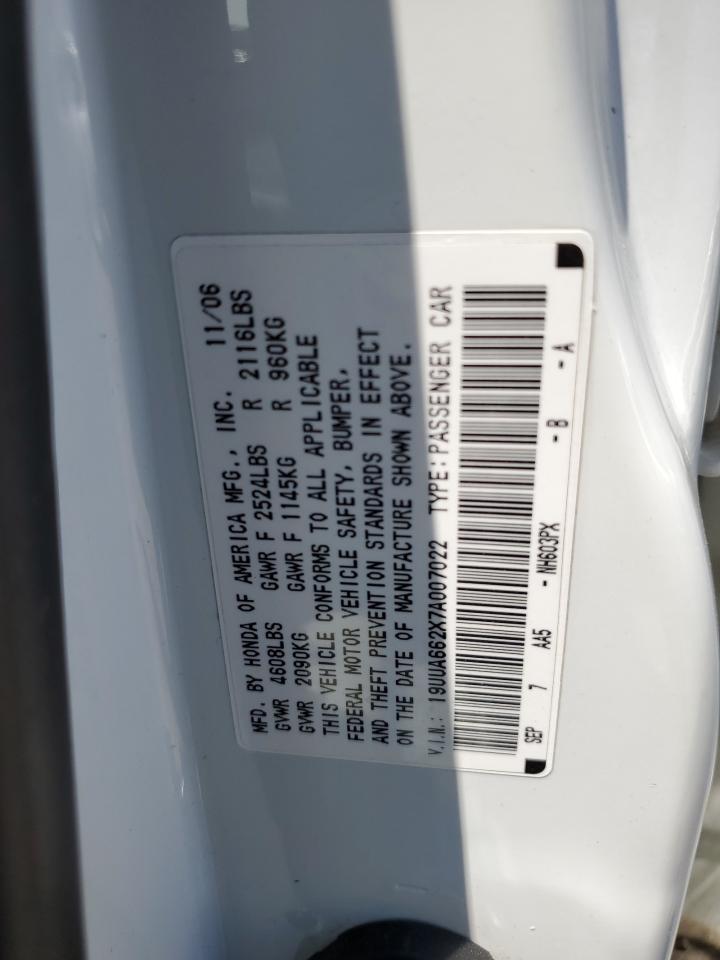 MFD. BY HONDA OF AMERICA MFG., INC. 11/06
GVWR 4608LBS GAWR F 2524LBS R 2116LBS
GVWR 2090KG GAWR F 1145KG R 960KG
THIS VEHICLE CONFORMS TO ALL APPLICABLE
FEDERAL MOTOR VEHICLE SAFETY, BUMPER,
AND THEFT PREVENTION STANDARDS IN EFFECT
ON THE DATE OF MANUFACTURE SHOWN ABOVE.
V.I.N.: 19UUA662X7A007022 TYPE:PASSENGER CAR
SEP 7 AA5 - NH603PX - B - A